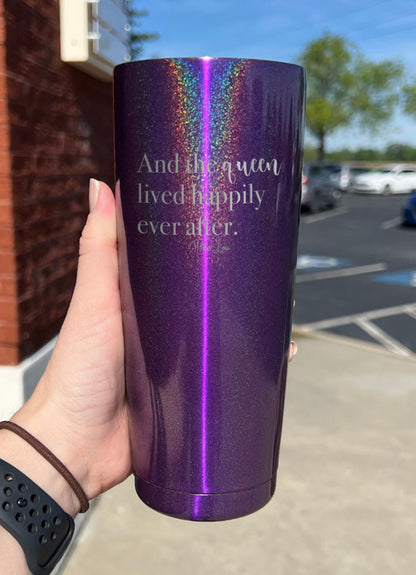 And the queen
lived happily
ever after.